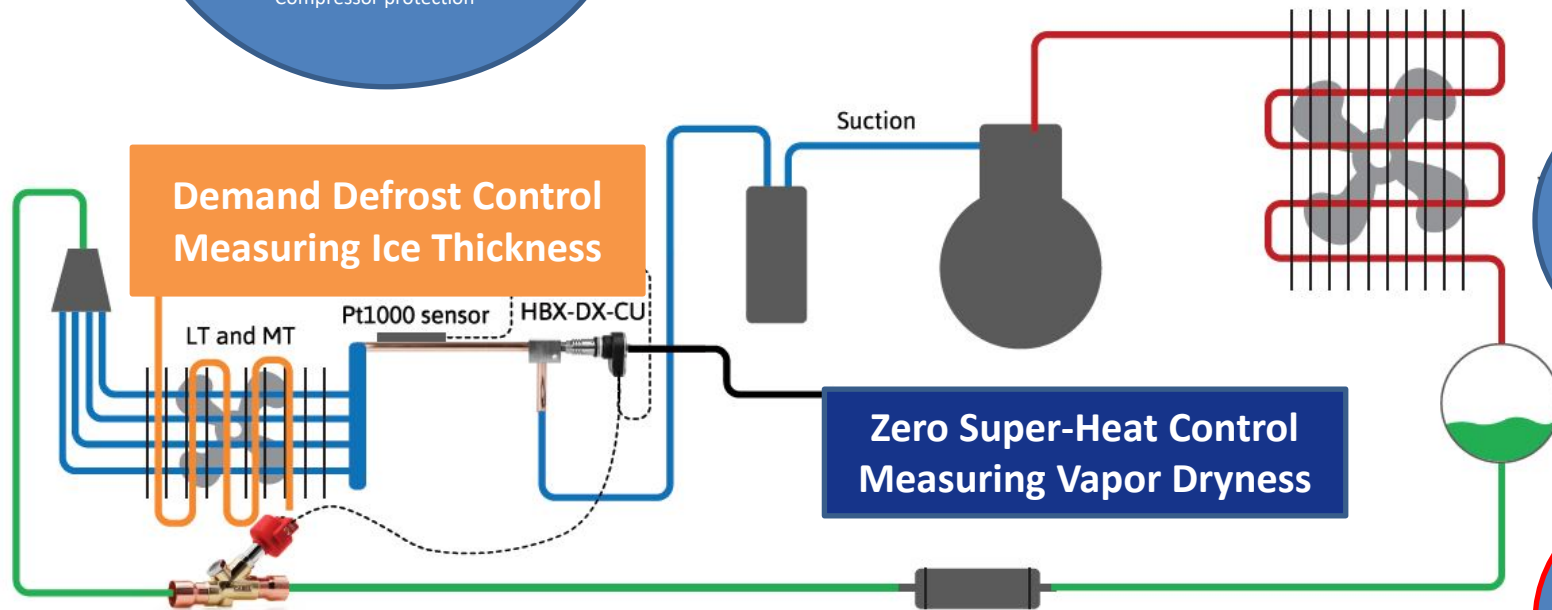 Compressor protection
Suction
Demand Defrost Control
Measuring Ice Thickness
Pt1000 sensor
HBX-DX-CU
LT and MT
Zero Super-Heat Control
Measuring Vapor Dryness